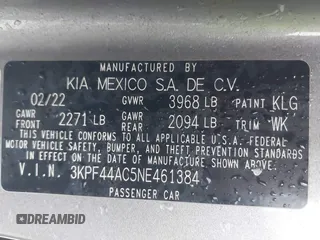 MANUFACTURED BY
KIA MEXICO S.A. DE C.V.
02/22 GVWR 3968 LB PAINT KLG
GAWR FRONT 2271 LB GAWR REAR 2094 LB TRIM WK
THIS VEHICLE CONFORMS TO ALL APPLICABLE U.S.A. FEDERAL
MOTOR VEHICLE SAFETY, BUMPER, AND THEFT PREVENTION STANDARDS
IN EFFECT ON THE DATE OF MANUFACTURE SHOWN ABOVE.
V.I.N. 3KPF44AC5NE461384
PASSENGER CAR
DREAMBID